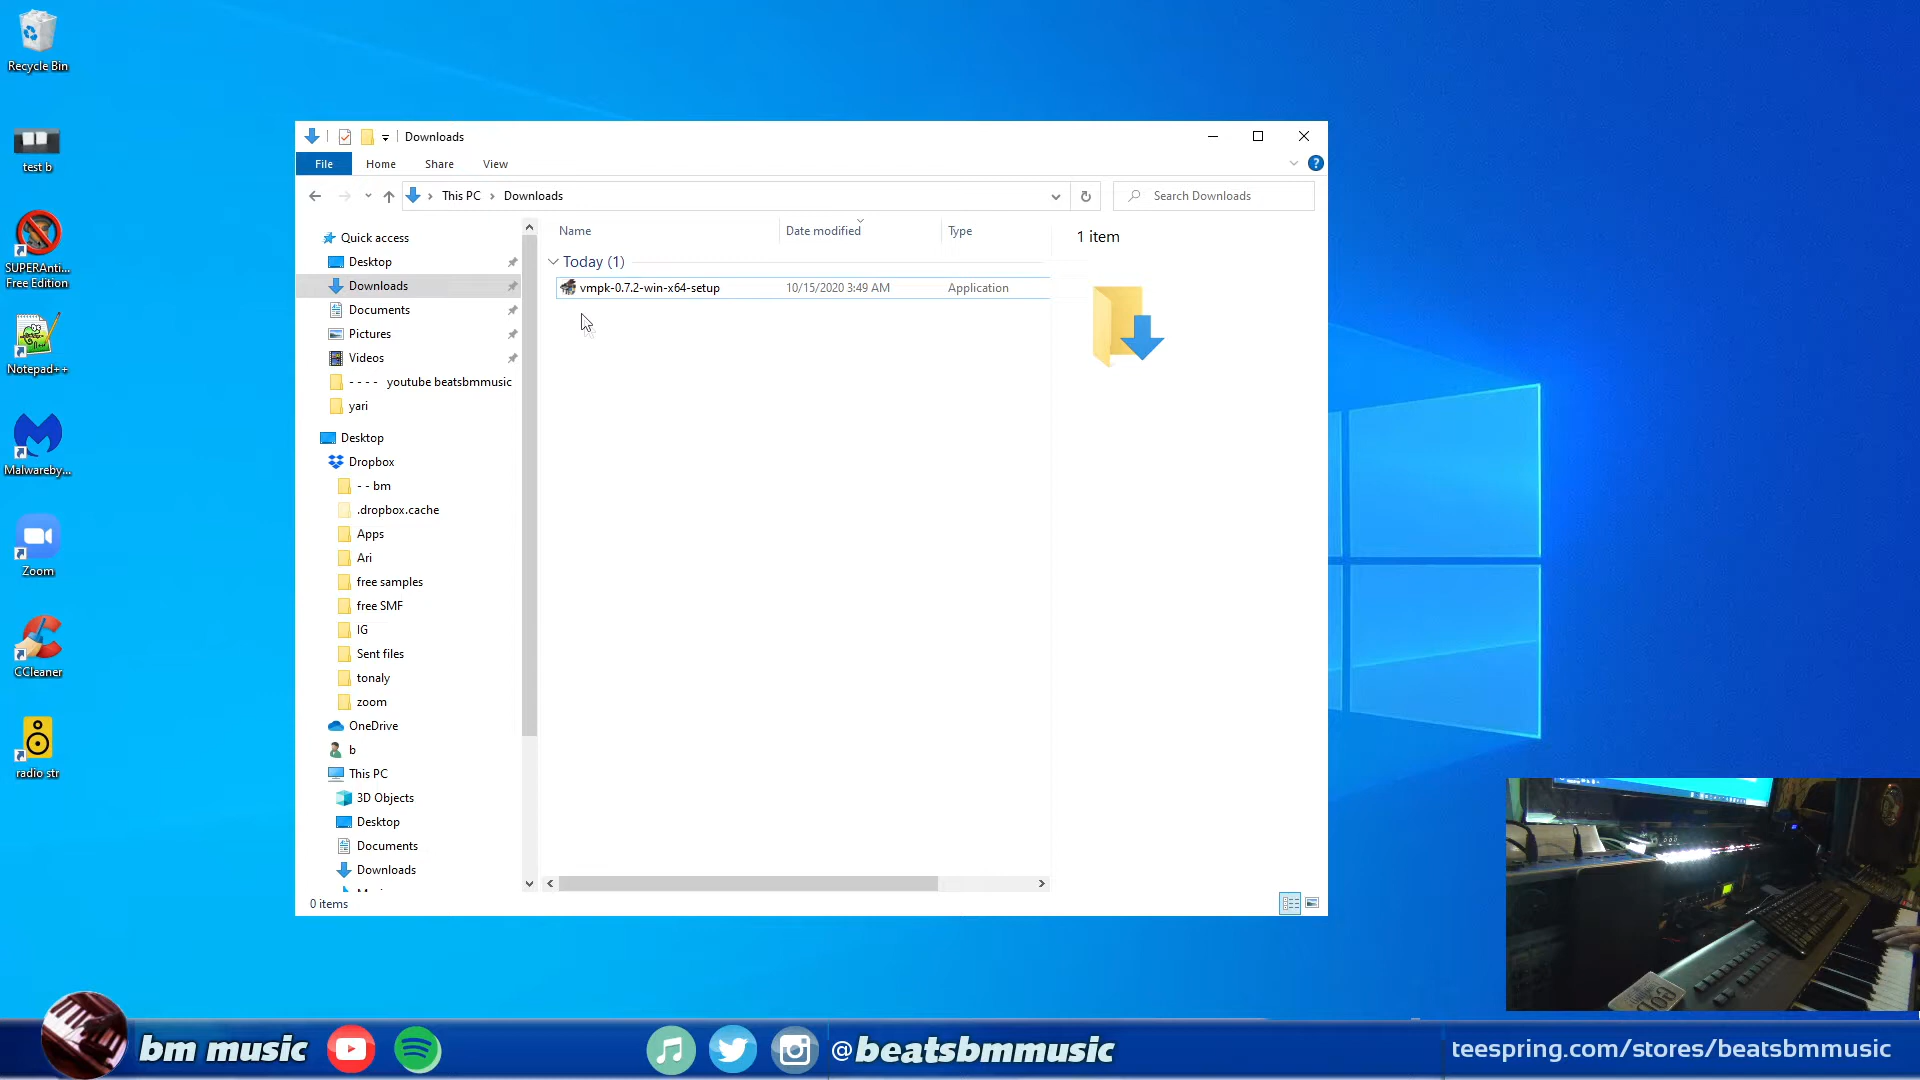 Recycle Bin
test b
SUPERAnti...
Free Edition
Notepad++
Malwareby...
Zoom
CCleaner
radio str
Downloads
File Home Share View
This PC Downloads
Search Downloads
Quick access
Desktop
Downloads
Documents
Pictures
Videos
- - - - youtube beatsbmmusic
yari
Desktop
Dropbox
- - bm
.dropbox.cache
Apps
Ari
free samples
free SMF
IG
Sent files
tonaly
zoom
OneDrive
b
This PC
3D Objects
Desktop
Documents
Downloads
Name Date modified Type
Today (1)
vmpk-0.7.2-win-x64-setup 10/15/2020 3:49 AM Application
1 item
0 items
bm music
@beatsbmmusic
teespring.com/stores/beatsbmmusic